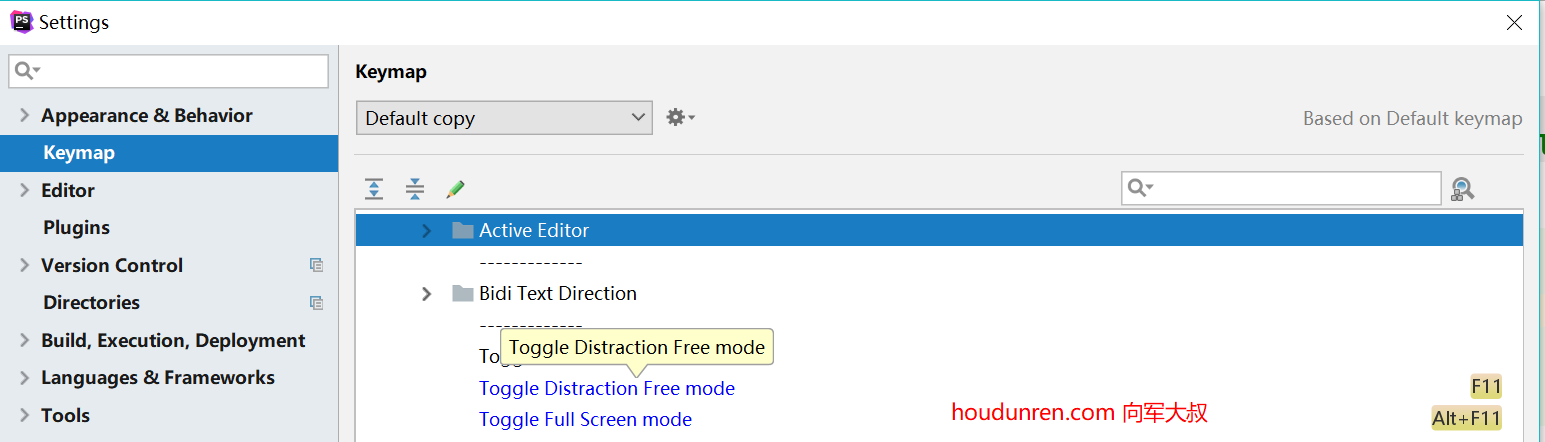 PS
Settings
Appearance & Behavior
Keymap
Editor
Plugins
Version Control
Directories
Build, Execution, Deployment
Languages & Frameworks
Tools
Keymap
Default copy
Based on Default keymap
Active Editor
-------------
Bidi Text Direction
-------------
Toggle Distraction Free mode
Toggle Distraction Free mode F11
Toggle Full Screen mode Alt+F11
houdunren.com 向军大叔